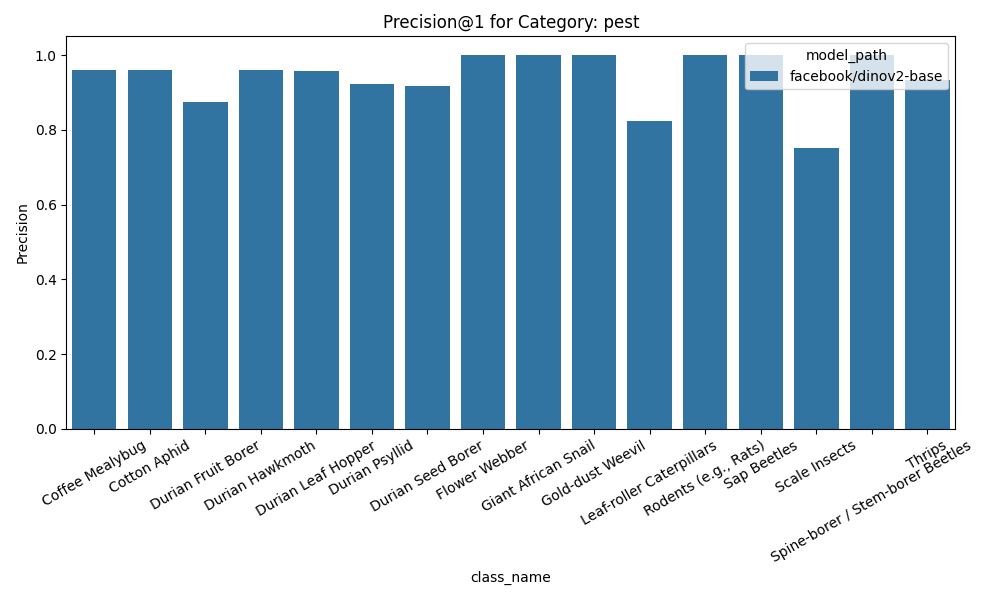 Precision@1 for Category: pest
model_path
facebook/dinov2-base
Precision
1.0
0.8
0.6
0.4
0.2
0.0
Coffee Mealybug
Cotton Aphid
Durian Fruit Borer
Durian Hawkmoth
Durian Leaf Hopper
Durian Psyllid
Durian Seed Borer
Flower Webber
Giant African Snail
Gold-dust Weevil
Leaf-roller Caterpillars
Rodents (e.g., Rats)
Sap Beetles
Scale Insects
Spine-borer / Stem-borer Beetles
Thrips
class_name